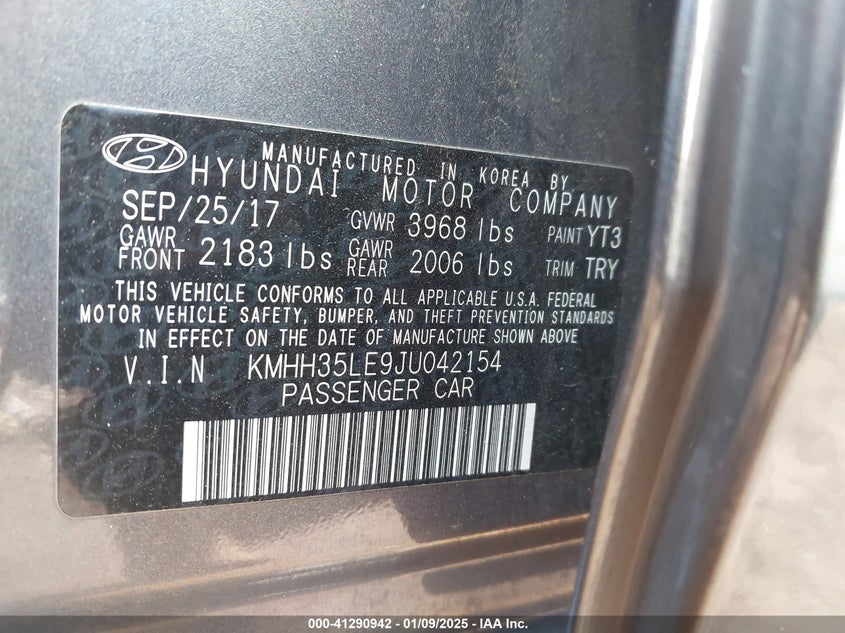 MANUFACTURED IN KOREA BY
HYUNDAI MOTOR COMPANY
SEP/25/17 GVWR 3968 lbs PAINT YT3
GAWR FRONT 2183 lbs GAWR REAR 2006 lbs TRIM TRY
THIS VEHICLE CONFORMS TO ALL APPLICABLE U.S.A. FEDERAL
MOTOR VEHICLE SAFETY, BUMPER, AND THEFT PREVENTION STANDARDS
IN EFFECT ON THE DATE OF MANUFACTURE SHOWN ABOVE
V.I.N KMHH35LE9JU042154
PASSENGER CAR
000-41290942 - 01/09/2025 - IAA Inc.